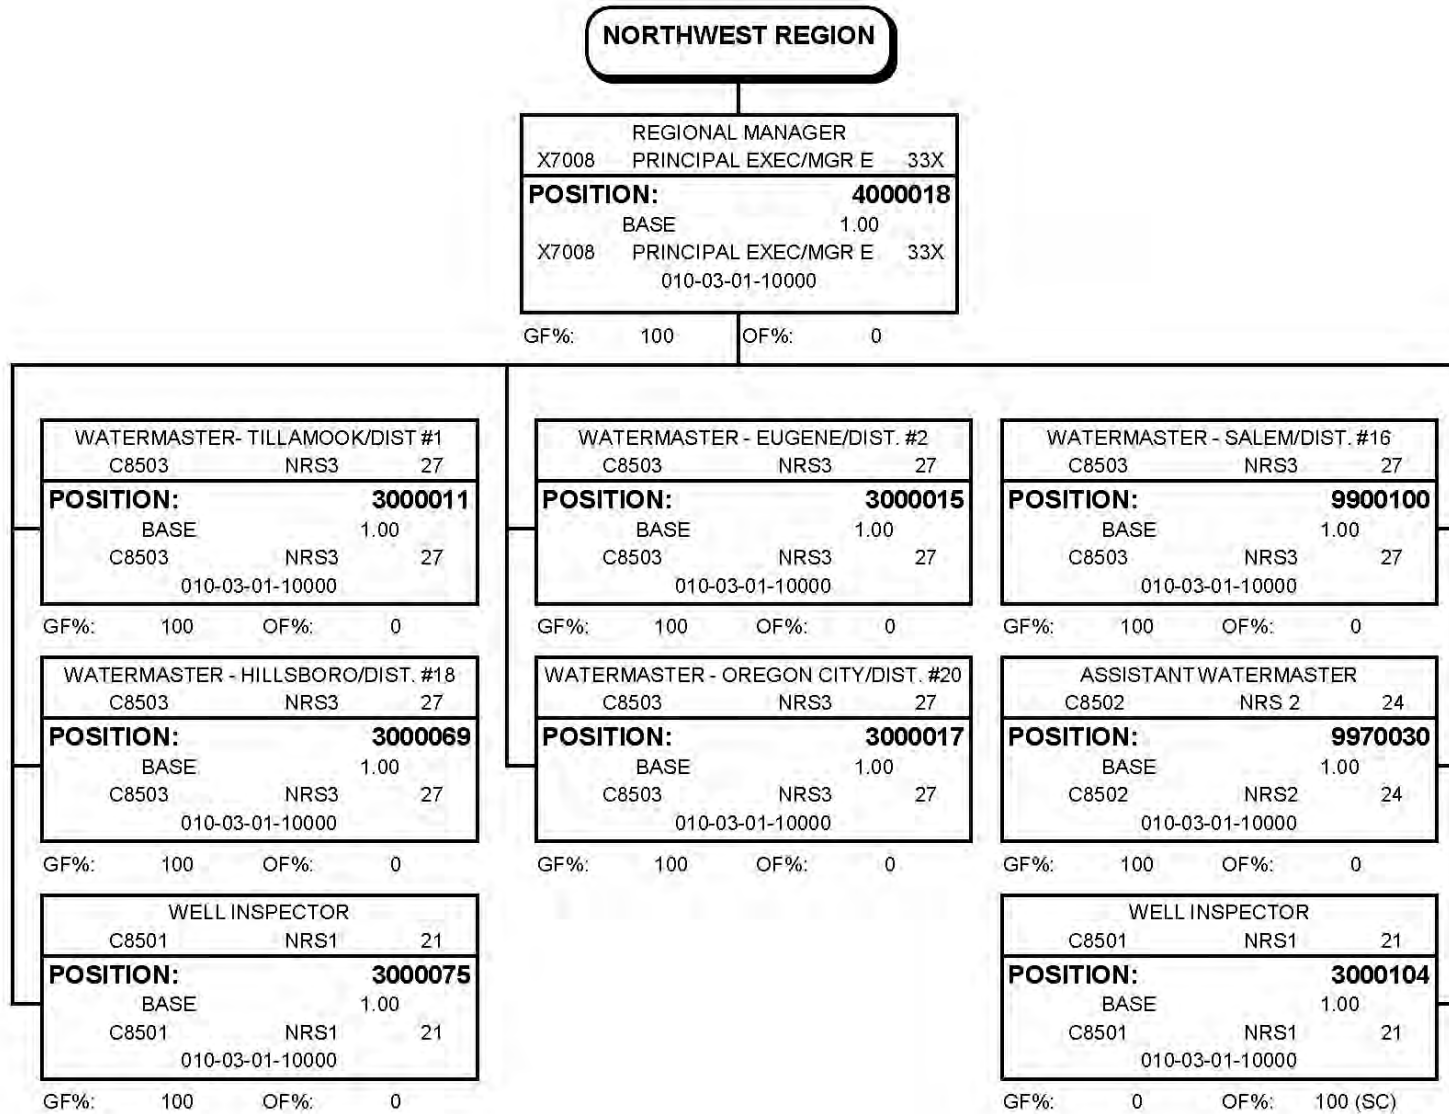 NORTHWEST REGION
REGIONAL MANAGER
X7008 PRINCIPAL EXEC/MGR E 33X
POSITION: 4000018
BASE 1.00
X7008 PRINCIPAL EXEC/MGR E 33X
010-03-01-10000
GF%: 100 OF%: 0
WATERMASTER- TILLAMOOK/DIST #1
C8503 NRS3 27
POSITION: 3000011
BASE 1.00
C8503 NRS3 27
010-03-01-10000
GF%: 100 OF%: 0
WATERMASTER - HILLSBORO/DIST. #18
C8503 NRS3 27
POSITION: 3000069
BASE 1.00
C8503 NRS3 27
010-03-01-10000
GF%: 100 OF%: 0
WELL INSPECTOR
C8501 NRS1 21
POSITION: 3000075
BASE 1.00
C8501 NRS1 21
010-03-01-10000
GF%: 100 OF%: 0
WATERMASTER - EUGENE/DIST. #2
C8503 NRS3 27
POSITION: 3000015
BASE 1.00
C8503 NRS3 27
010-03-01-10000
GF%: 100 OF%: 0
WATERMASTER - OREGON CITY/DIST. #20
C8503 NRS3 27
POSITION: 3000017
BASE 1.00
C8503 NRS3 27
010-03-01-10000
GF%: 100 OF%: 0
WATERMASTER - SALEM/DIST. #16
C8503 NRS3 27
POSITION: 9900100
BASE 1.00
C8503 NRS3 27
010-03-01-10000
GF%: 100 OF%: 0
ASSISTANT WATERMASTER
C8502 NRS 2 24
POSITION: 9970030
BASE 1.00
C8502 NRS2 24
010-03-01-10000
GF%: 100 OF%: 0
WELL INSPECTOR
C8501 NRS1 21
POSITION: 3000104
BASE 1.00
C8501 NRS1 21
010-03-01-10000
GF%: 0 OF%: 100 (SC)